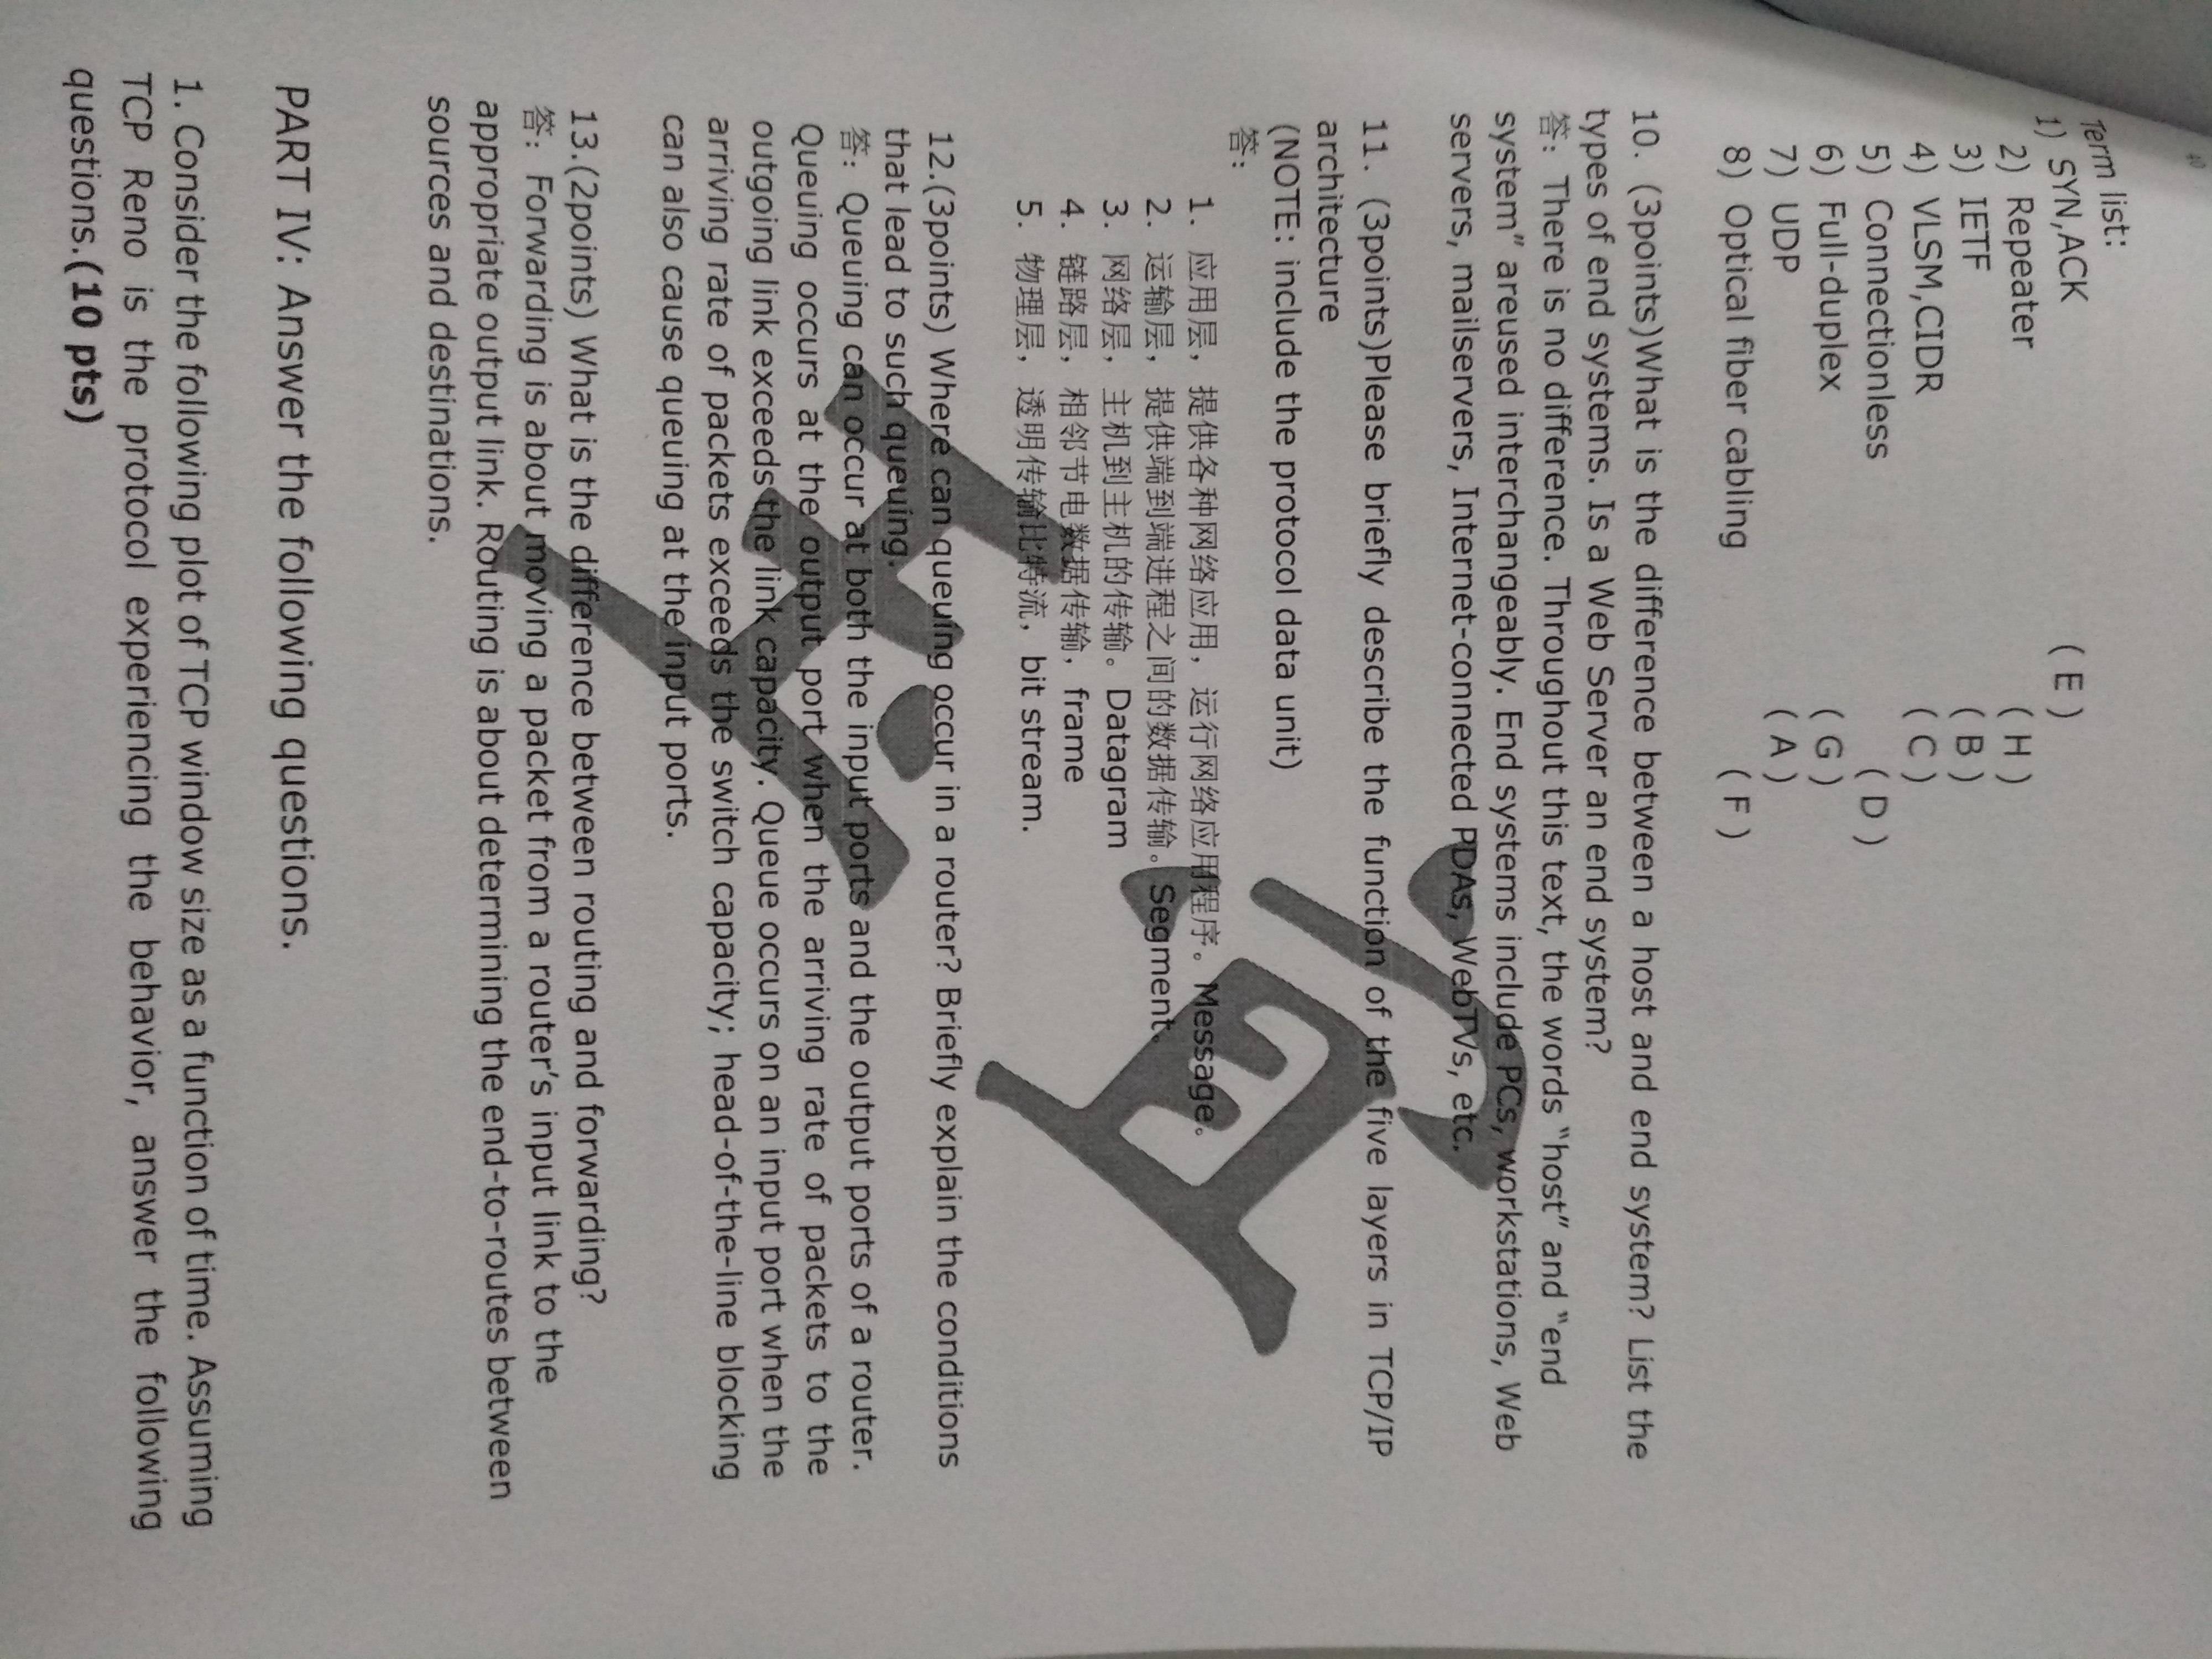 Term list:
1) SYN,ACK ( E )
2) Repeater ( H )
3) IETF ( B )
4) VLSM,CIDR ( C )
5) Connectionless ( D )
6) Full-duplex ( G )
7) UDP ( A )
8) Optical fiber cabling ( F )
10. (3points)What is the difference between a host and end system? List the
types of end systems. Is a Web Server an end system?
答: There is no difference. Throughout this text, the words “host” and “end
system” areused interchangeably. End systems include PCs, workstations, Web
servers, mailservers, Internet-connected PDAs, WebTVs, etc.
11. (3points)Please briefly describe the function of the five layers in TCP/IP
architecture
(NOTE: include the protocol data unit)
答:
1. 应用层，提供各种网络应用，运行网络应用程序。Message。
2. 运输层，提供端到端进程之间的数据传输。Segment。
3. 网络层，主机到主机的传输。Datagram
4. 链路层，相邻节电数据传输，frame
5. 物理层，透明传输比特流，bit stream.
12.(3points) Where can queuing occur in a router? Briefly explain the conditions
that lead to such queuing.
答: Queuing can occur at both the input ports and the output ports of a router.
Queuing occurs at the output port when the arriving rate of packets to the
outgoing link exceeds the link capacity. Queue occurs on an input port when the
arriving rate of packets exceeds the switch capacity; head-of-the-line blocking
can also cause queuing at the input ports.
13.(2points) What is the difference between routing and forwarding?
答: Forwarding is about moving a packet from a router’s input link to the
appropriate output link. Routing is about determining the end-to-routes between
sources and destinations.
PART IV: Answer the following questions.
1. Consider the following plot of TCP window size as a function of time. Assuming
TCP Reno is the protocol experiencing the behavior, answer the following
questions.(10 pts)